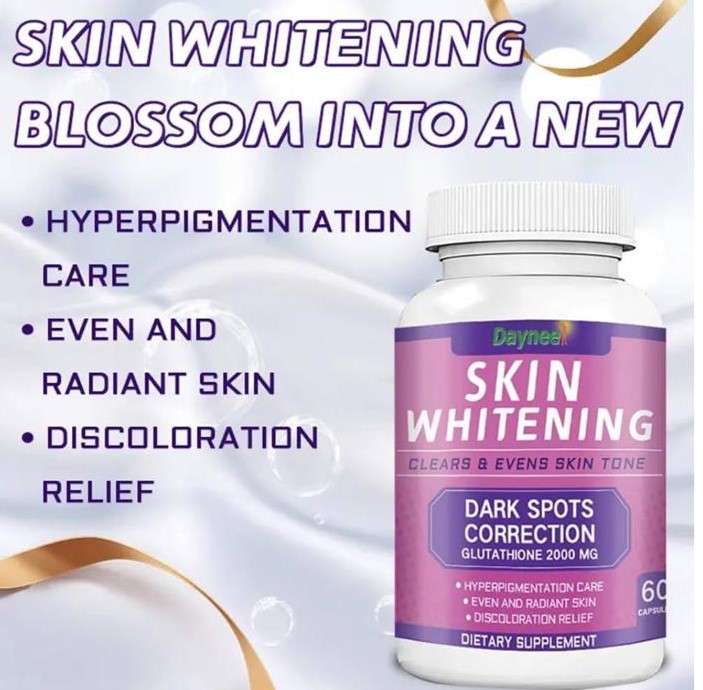 SKIN WHITENING
BLOSSOM INTO A NEW
• HYPERPIGMENTATION
CARE
• EVEN AND
RADIANT SKIN
• DISCOLORATION
RELIEF
Daynee
SKIN
WHITENING
CLEARS & EVENS SKIN TONE
DARK SPOTS
CORRECTION
GLUTATHIONE 2000 MG
• HYPERPIGMENTATION CARE
• EVEN AND RADIANT SKIN
• DISCOLORATION RELIEF
60
CAPSUL
DIETARY SUPPLEMENT